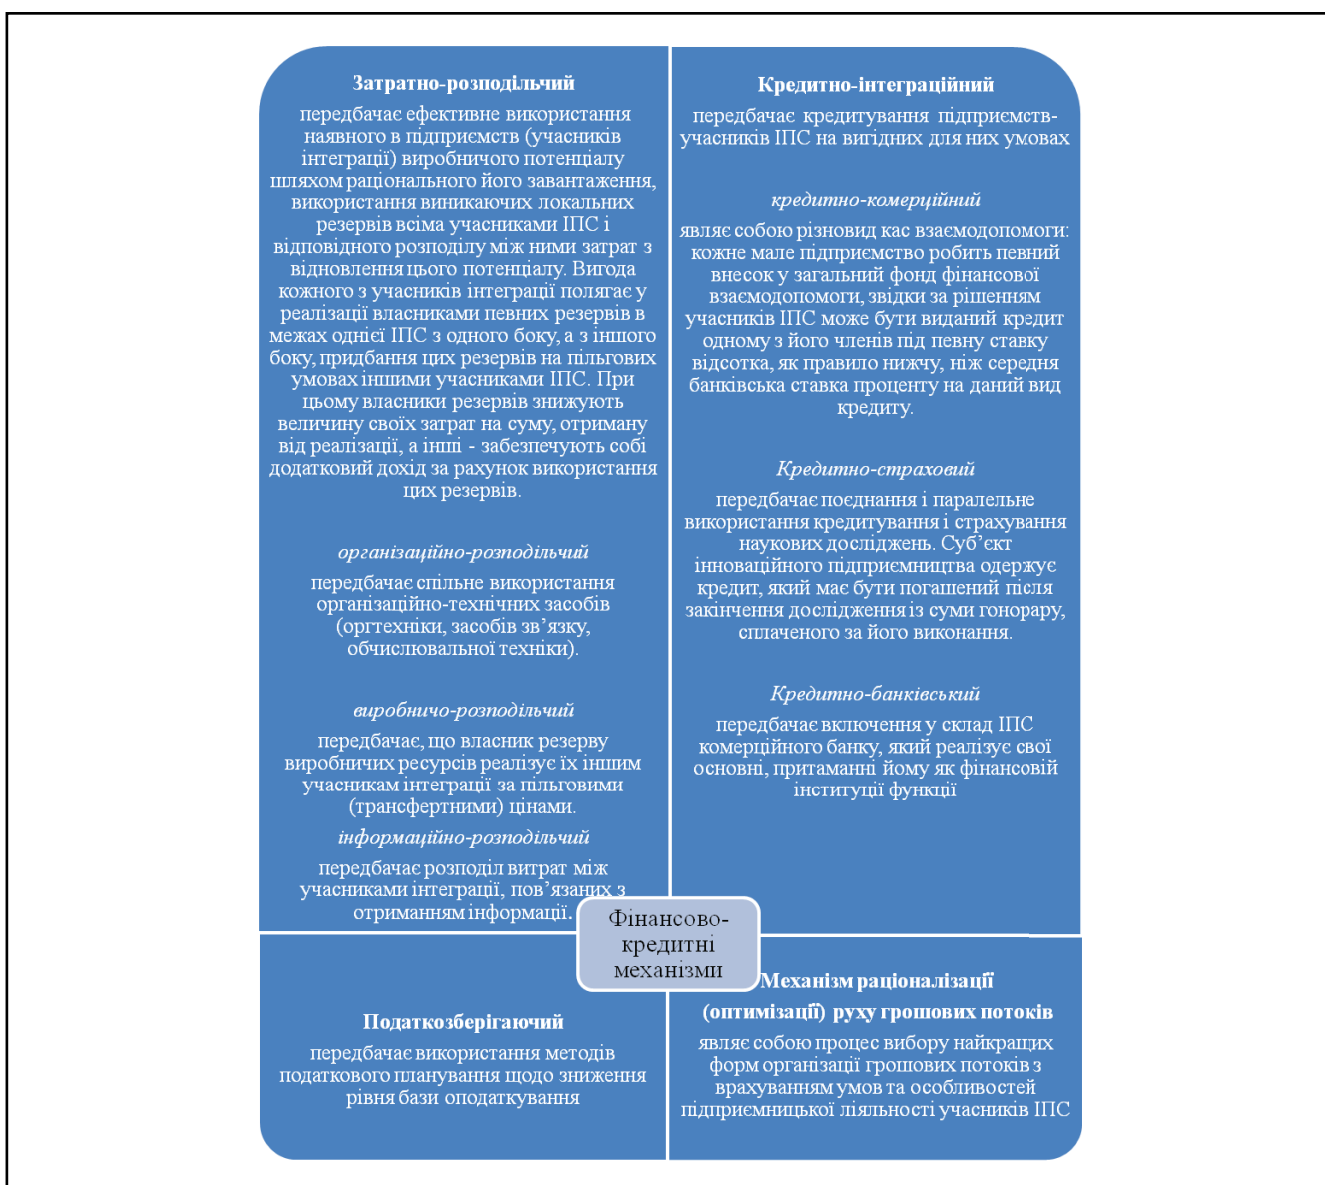 Затратно-розподільчий
передбачає ефективне використання
наявного в підприємств (учасників
інтеграції) виробничого потенціалу
шляхом раціонального його завантаження,
використання виникаючих локальних
резервів всіма учасниками ІПС і
відповідного розподілу між ними затрат з
відновлення цього потенціалу. Вигода
кожного з учасників інтеграції полягає у
реалізації власниками певних резервів в
межах однієї ІПС з одного боку, а з іншого
боку, придбання цих резервів на пільгових
умовах іншими учасниками ІПС. При
цьому власники резервів знижують
величину своїх затрат на суму, отриману
від реалізації, а інші - забезпечують собі
додатковий дохід за рахунок використання
цих резервів.
організаційно-розподільчий
передбачає спільне використання
організаційно-технічних засобів
(оргтехніки, засобів зв’язку,
обчислювальної техніки).
виробничо-розподільчий
передбачає, що власник резерву
виробничих ресурсів реалізує їх іншим
учасникам інтеграції за пільговими
(трансфертними) цінами.
інформаційно-розподільчий
передбачає розподіл витрат між
учасниками інтеграції, пов’язаних з
отриманням інформації.
Кредитно-інтеграційний
передбачає кредитування підприємств-
учасників ІПС на вигідних для них умовах
кредитно-комерційний
являє собою різновид кас взаємодопомоги:
кожне мале підприємство робить певний
внесок у загальний фонд фінансової
взаємодопомоги, звідки за рішенням
учасників ІПС може бути виданий кредит
одному з його членів під певну ставку
відсотка, як правило нижчу, ніж середня
банківська ставка проценту на даний вид
кредиту.
Кредитно-страховий
передбачає поєднання і паралельне
використання кредитування і страхування
наукових досліджень. Суб’єкт
інноваційного підприємництва одержує
кредит, який має бути погашений після
закінчення дослідження із суми гонорару,
сплаченого за його виконання.
Кредитно-банківський
передбачає включення у склад ІПС
комерційного банку, який реалізує свої
основні, притаманні йому як фінансовій
інституції функції
Фінансово-
кредитні
механізми
Податкозберігаючий
передбачає використання методів
податкового планування щодо зниження
рівня бази оподаткування
Механізм раціоналізації
(оптимізації) руху грошових потоків
являє собою процес вибору найкращих
форм організації грошових потоків з
врахуванням умов та особливостей
підприємницької ліяльності учасників ІПС